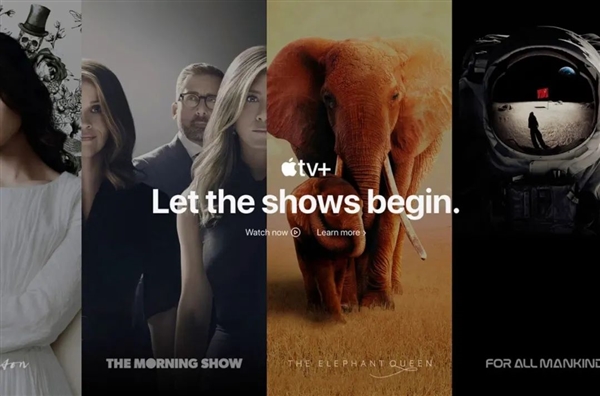 tv+
Let the shows begin.
Watch now
Learn more >
son
THE MORNING SHOW
THE ELEPHANT QUEEN
FOR ALL MANKIND